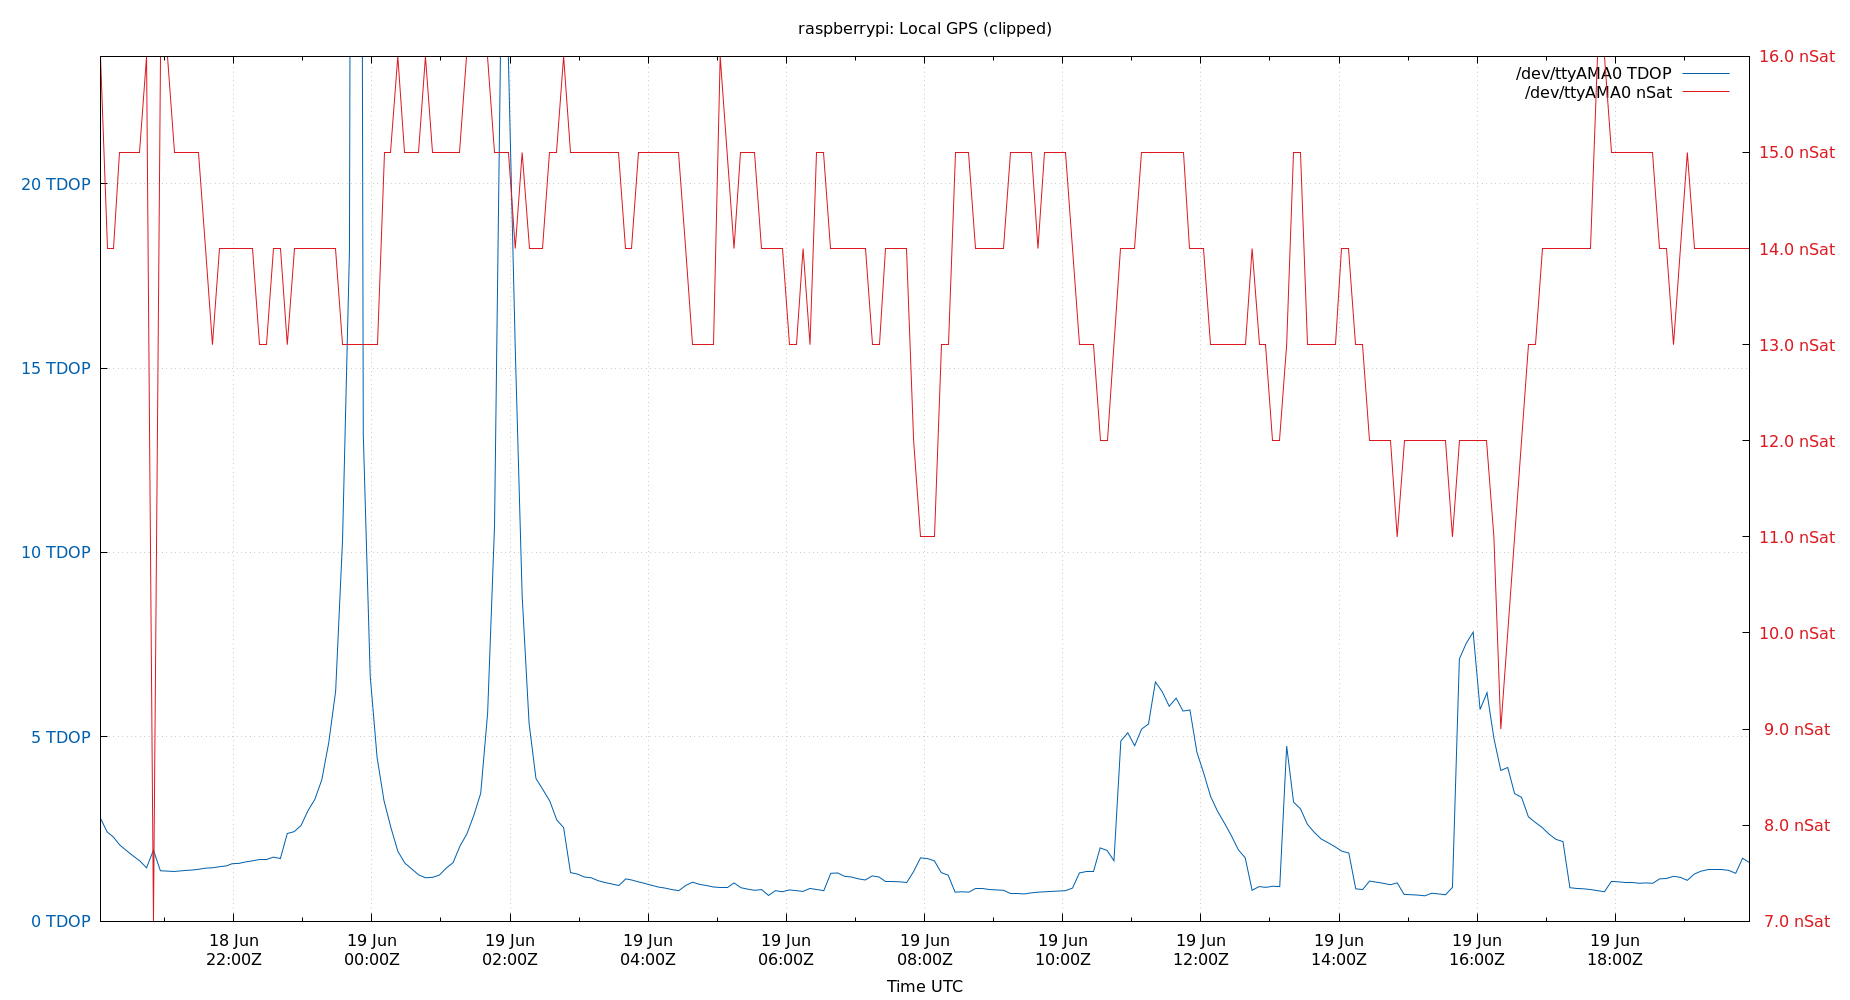 raspberrypi: Local GPS (clipped)
16.0 nSat
/dev/ttyAMA0 TDOP
/dev/ttyAMA0 nSat
15.0 nSat
20 TDOP
14.0 nSat
13.0 nSat
15 TDOP
12.0 nSat
11.0 nSat
10 TDOP
10.0 nSat
9.0 nSat
5 TDOP
8.0 nSat
0 TDOP
7.0 nSat
18 Jun 19 Jun 19 Jun 19 Jun 19 Jun 19 Jun 19 Jun 19 Jun 19 Jun 19 Jun 19 Jun
22:00Z 00:00Z 02:00Z 04:00Z 06:00Z 08:00Z 10:00Z 12:00Z 14:00Z 16:00Z 18:00Z
Time UTC